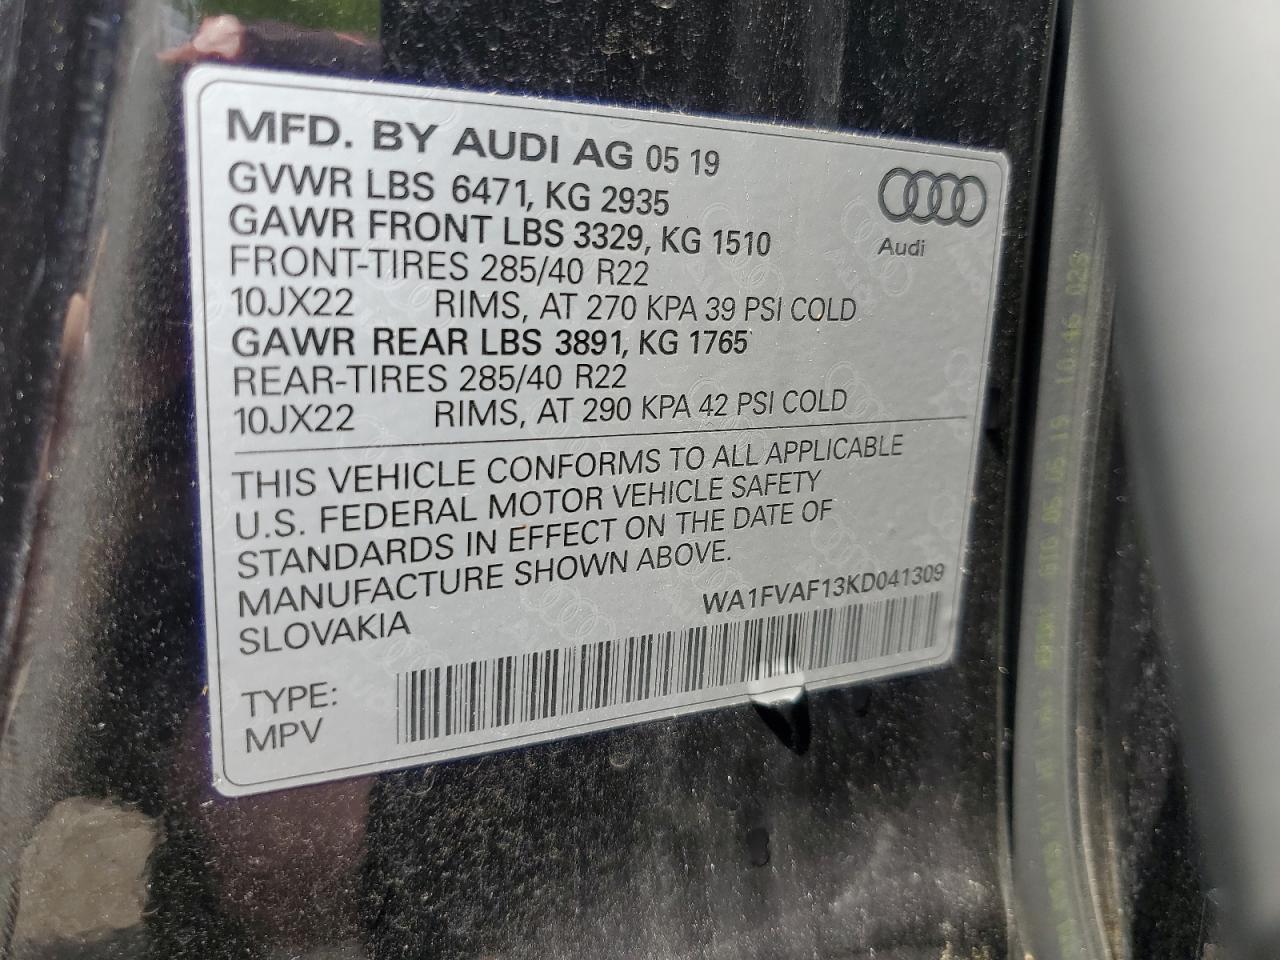 MFD. BY AUDI AG 05 19
GVWR LBS 6471, KG 2935
GAWR FRONT LBS 3329, KG 1510
FRONT-TIRES 285/40 R22
10JX22 RIMS, AT 270 KPA 39 PSI COLD
GAWR REAR LBS 3891, KG 1765
REAR-TIRES 285/40 R22
10JX22 RIMS, AT 290 KPA 42 PSI COLD
Audi
THIS VEHICLE CONFORMS TO ALL APPLICABLE
U.S. FEDERAL MOTOR VEHICLE SAFETY
STANDARDS IN EFFECT ON THE DATE OF
MANUFACTURE SHOWN ABOVE.
SLOVAKIA
WA1FVAF13KD041309
TYPE:
MPV